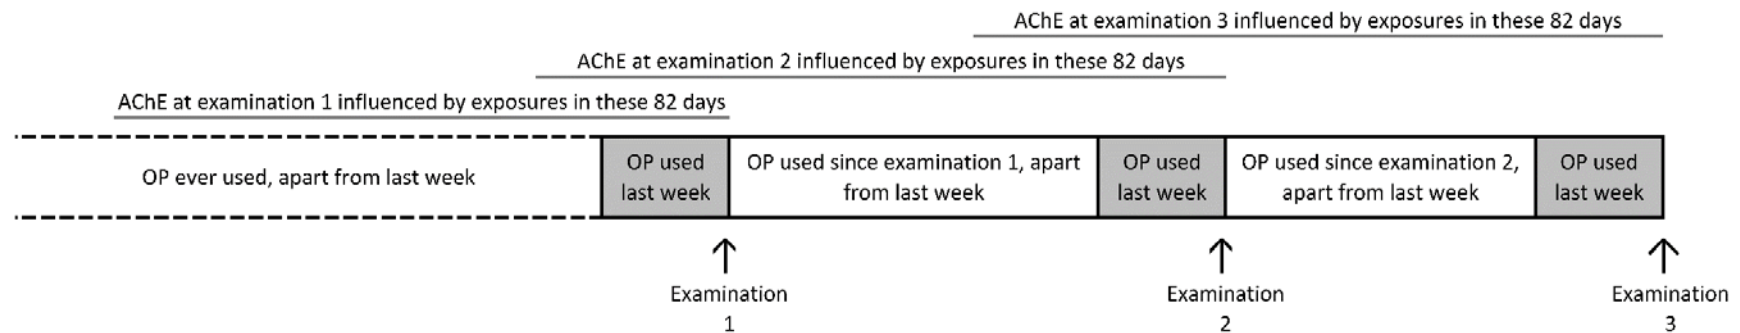 AChE at examination 3 influenced by exposures in these 82 days
AChE at examination 2 influenced by exposures in these 82 days
AChE at examination 1 influenced by exposures in these 82 days
OP ever used, apart from last week
OP used
last week
OP used since examination 1, apart
from last week
OP used
last week
OP used since examination 2,
apart from last week
OP used
last week
Examination
1
Examination
2
Examination
3